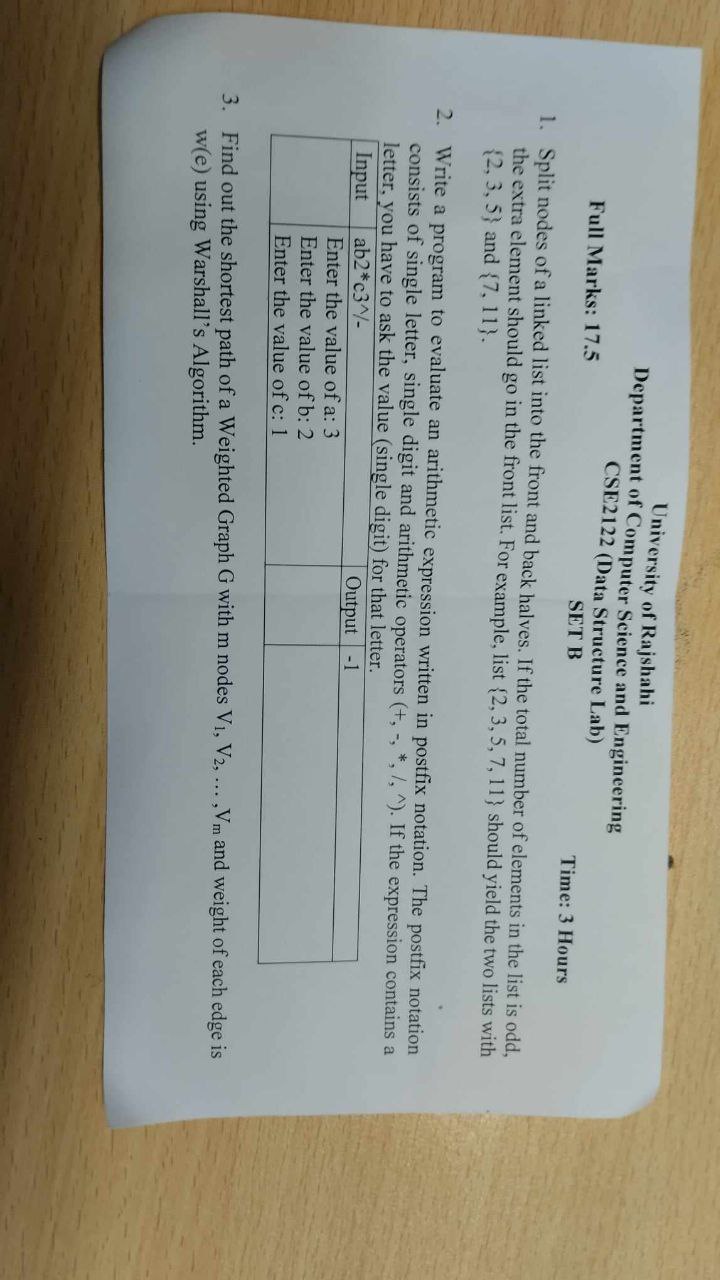 University of Rajshahi
Department of Computer Science and Engineering
CSE2122 (Data Structure Lab)
SET B
Full Marks: 17.5 Time: 3 Hours
1. Split nodes of a linked list into the front and back halves. If the total number of elements in the list is odd,
the extra element should go in the front list. For example, list {2, 3, 5, 7, 11} should yield the two lists with
{2, 3, 5} and {7, 11}.
2. Write a program to evaluate an arithmetic expression written in postfix notation. The postfix notation
consists of single letter, single digit and arithmetic operators (+, -, *, /, ^). If the expression contains a
letter, you have to ask the value (single digit) for that letter.
Input ab2*c3^/- Output -1
Enter the value of a: 3
Enter the value of b: 2
Enter the value of c: 1
3. Find out the shortest path of a Weighted Graph G with m nodes V1, V2, … ,Vm and weight of each edge is
w(e) using Warshall's Algorithm.